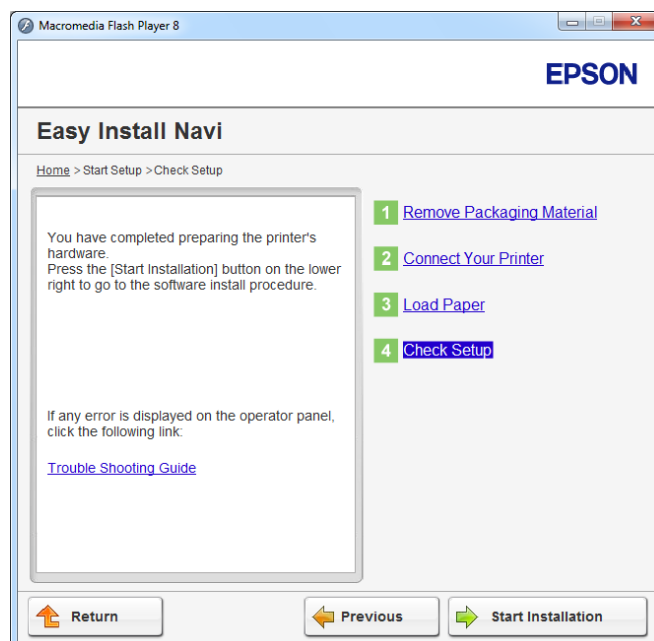 Macromedia Flash Player 8
EPSON
Easy Install Navi
Home > Start Setup >Check Setup
You have completed preparing the printer's
hardware.
Press the [Start Installation] button on the lower
right to go to the software install procedure.
If any error is displayed on the operator panel,
click the following link:
Trouble Shooting Guide
1 Remove Packaging Material
2 Connect Your Printer
3 Load Paper
4 Check Setup
Return
Previous
Start Installation